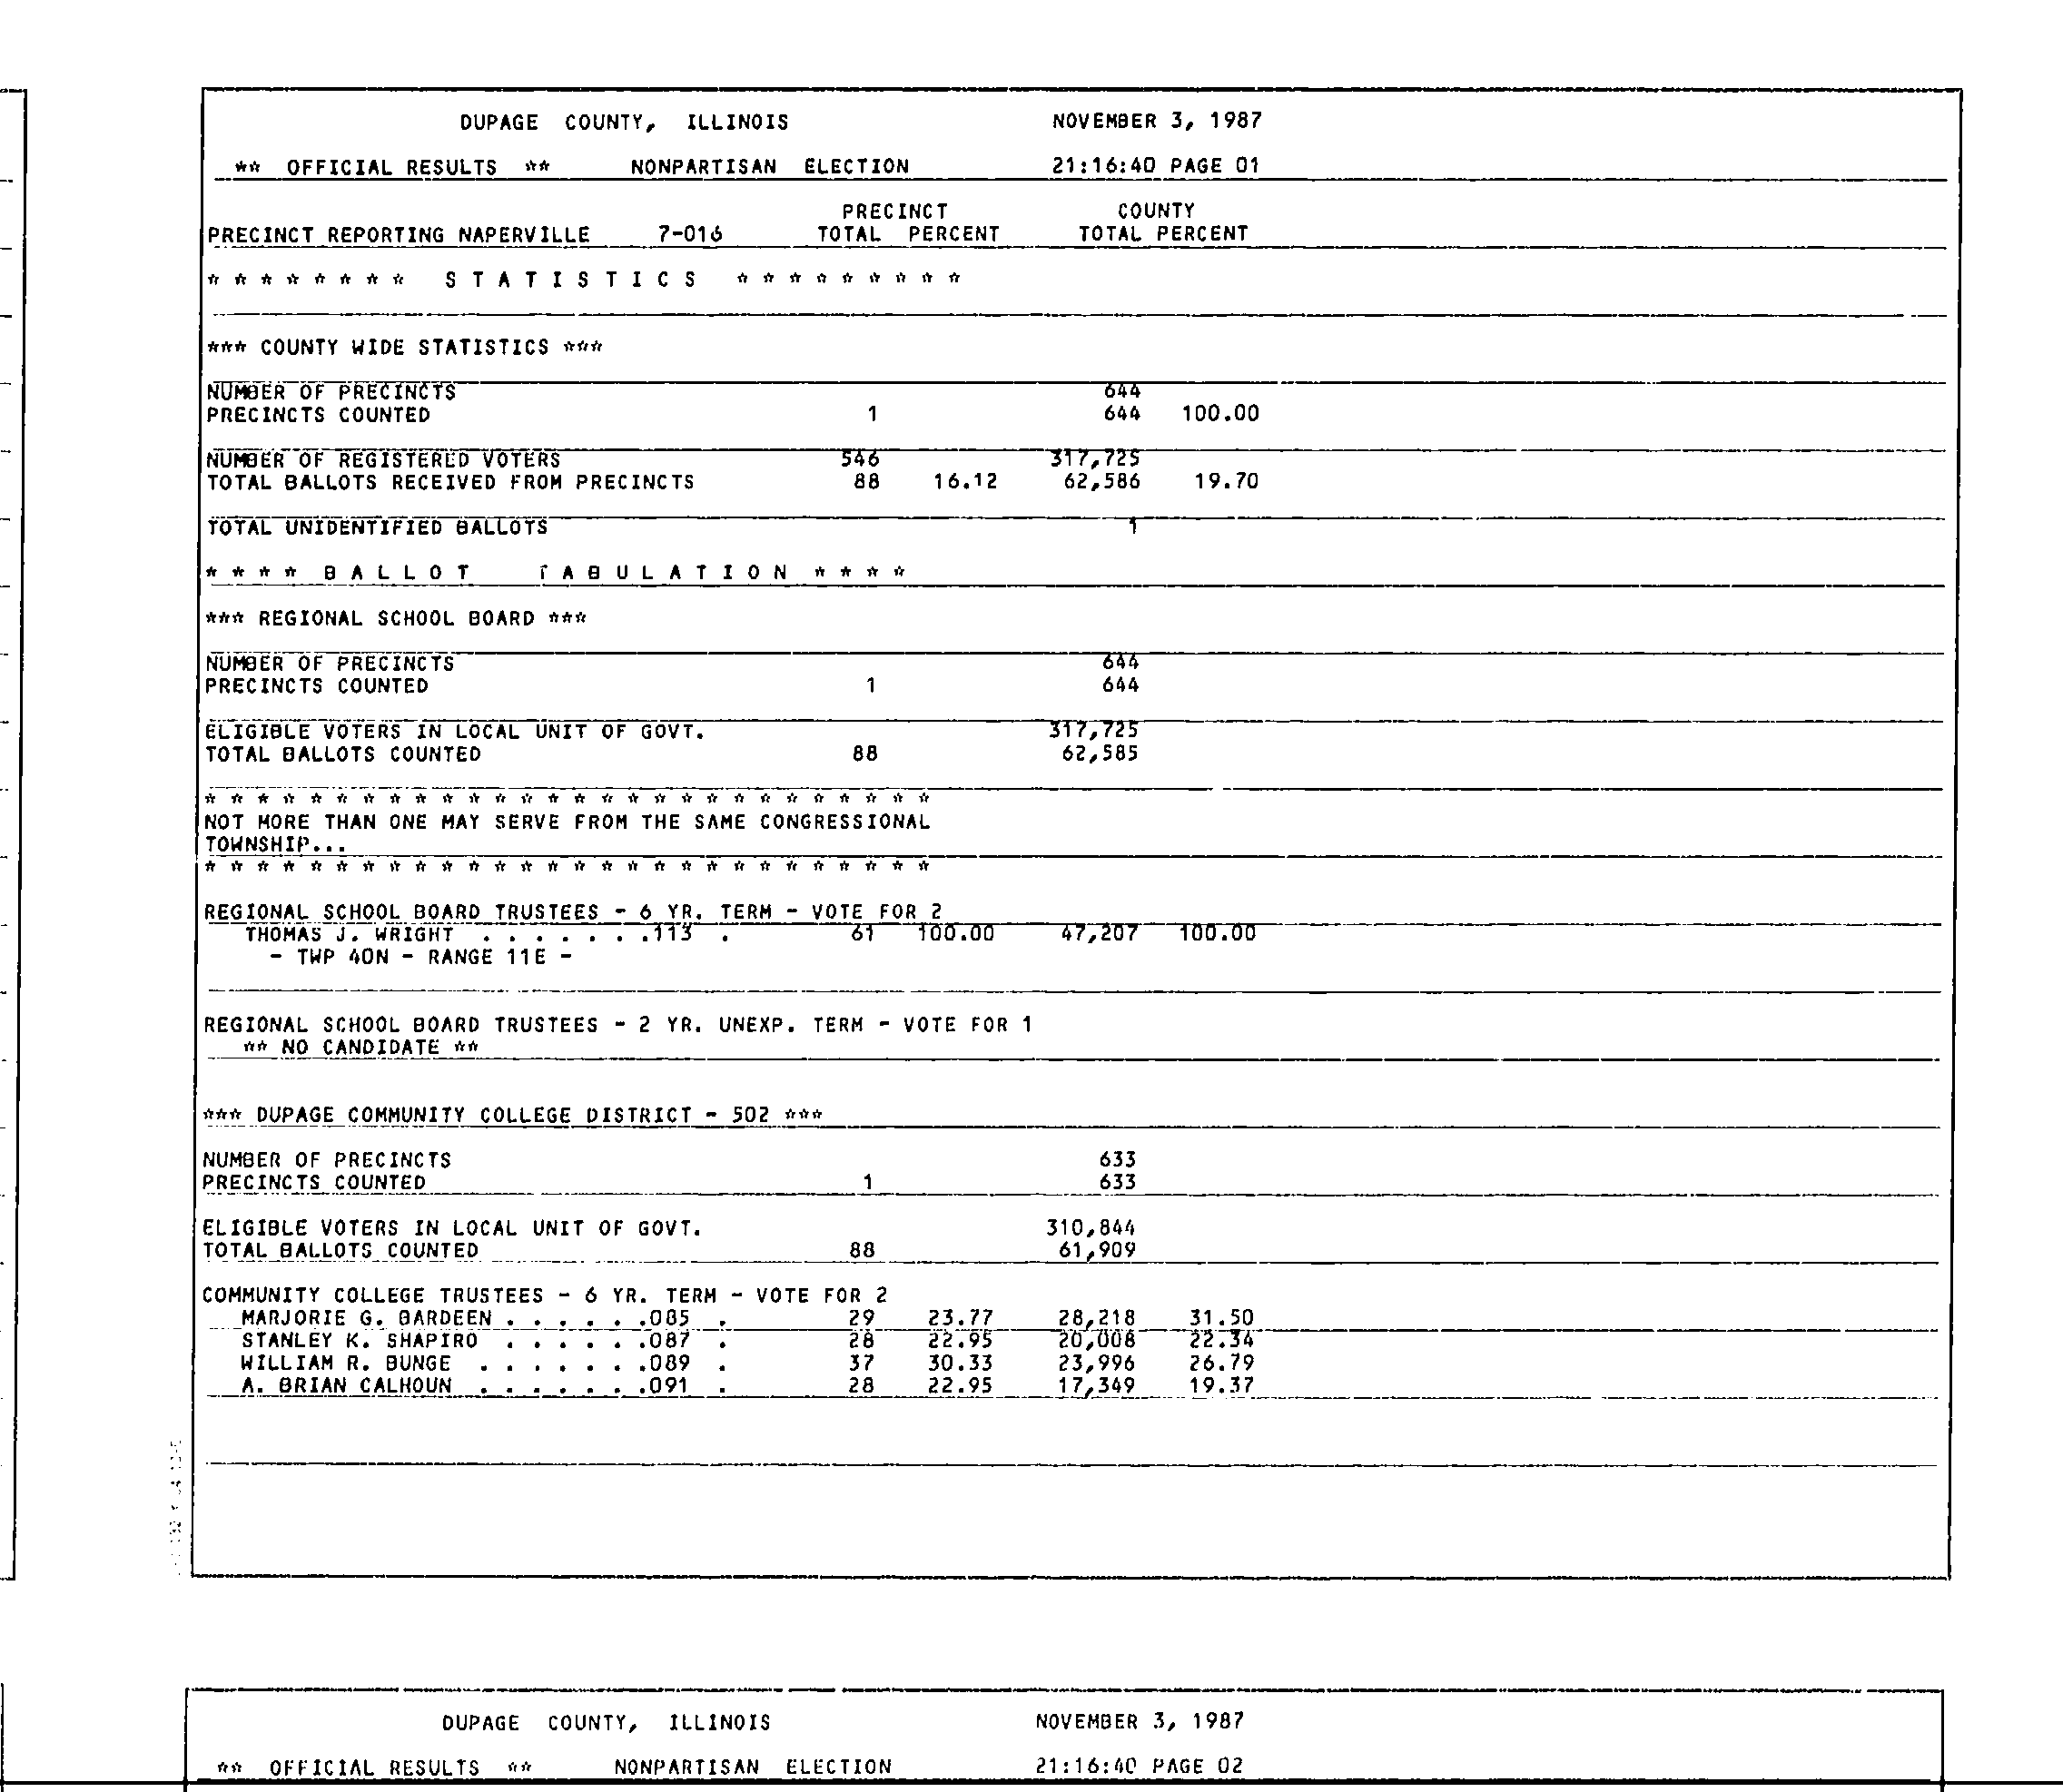 DUPAGE COUNTY, ILLINOIS NOVEMBER 3, 1987
** OFFICIAL RESULTS ** NONPARTISAN ELECTION 21:16:40 PAGE 01
PRECINCT COUNTY
PRECINCT REPORTING NAPERVILLE 7-016 TOTAL PERCENT TOTAL PERCENT
* * * * * * * * S T A T I S T I C S * * * * * * * * *
*** COUNTY WIDE STATISTICS ***
NUMBER OF PRECINCTS 644
PRECINCTS COUNTED 1 644 100.00
NUMBER OF REGISTERED VOTERS 546 317,725
TOTAL BALLOTS RECEIVED FROM PRECINCTS 88 16.12 62,586 19.70
TOTAL UNIDENTIFIED BALLOTS 1
* * * * B A L L O T T A B U L A T I O N * * * *
*** REGIONAL SCHOOL BOARD ***
NUMBER OF PRECINCTS 644
PRECINCTS COUNTED 1 644
ELIGIBLE VOTERS IN LOCAL UNIT OF GOVT. 317,725
TOTAL BALLOTS COUNTED 88 62,585
* * * * * * * * * * * * * * * * * * * * * * * * * * * *
NOT MORE THAN ONE MAY SERVE FROM THE SAME CONGRESSIONAL
TOWNSHIP...
* * * * * * * * * * * * * * * * * * * * * * * * * * * *
REGIONAL SCHOOL BOARD TRUSTEES - 6 YR. TERM - VOTE FOR 2
THOMAS J. WRIGHT . . . . . . .113 . 61 100.00 47,207 100.00
- TWP 40N - RANGE 11E -
REGIONAL SCHOOL BOARD TRUSTEES - 2 YR. UNEXP. TERM - VOTE FOR 1
** NO CANDIDATE **
*** DUPAGE COMMUNITY COLLEGE DISTRICT - 502 ***
NUMBER OF PRECINCTS 633
PRECINCTS COUNTED 1 633
ELIGIBLE VOTERS IN LOCAL UNIT OF GOVT. 310,844
TOTAL BALLOTS COUNTED 88 61,909
COMMUNITY COLLEGE TRUSTEES - 6 YR. TERM - VOTE FOR 2
MARJORIE G. BARDEEN . . . . . .085 . 29 23.77 28,218 31.50
STANLEY K. SHAPIRO . . . . . .087 . 28 22.95 20,008 22.34
WILLIAM R. BUNGE . . . . . . .089 . 37 30.33 23,996 26.79
A. BRIAN CALHOUN . . . . . . .091 . 28 22.95 17,349 19.37
DUPAGE COUNTY, ILLINOIS NOVEMBER 3, 1987
** OFFICIAL RESULTS ** NONPARTISAN ELECTION 21:16:40 PAGE 02